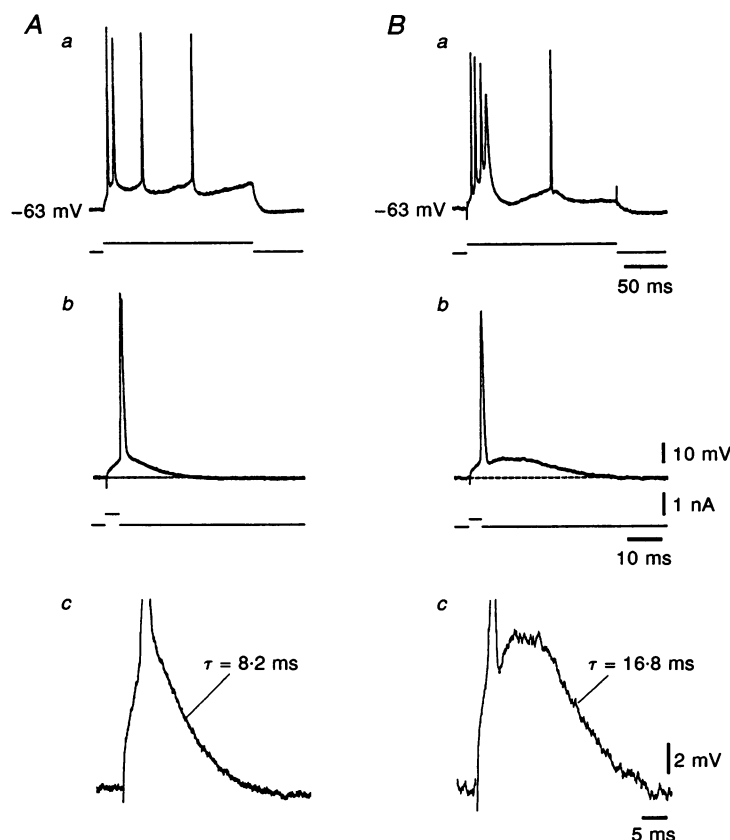 A
B
a
a
−63 mV
−63 mV
50 ms
b
b
10 mV
1 nA
10 ms
c
c
τ = 8·2 ms
τ = 16·8 ms
2 mV
5 ms